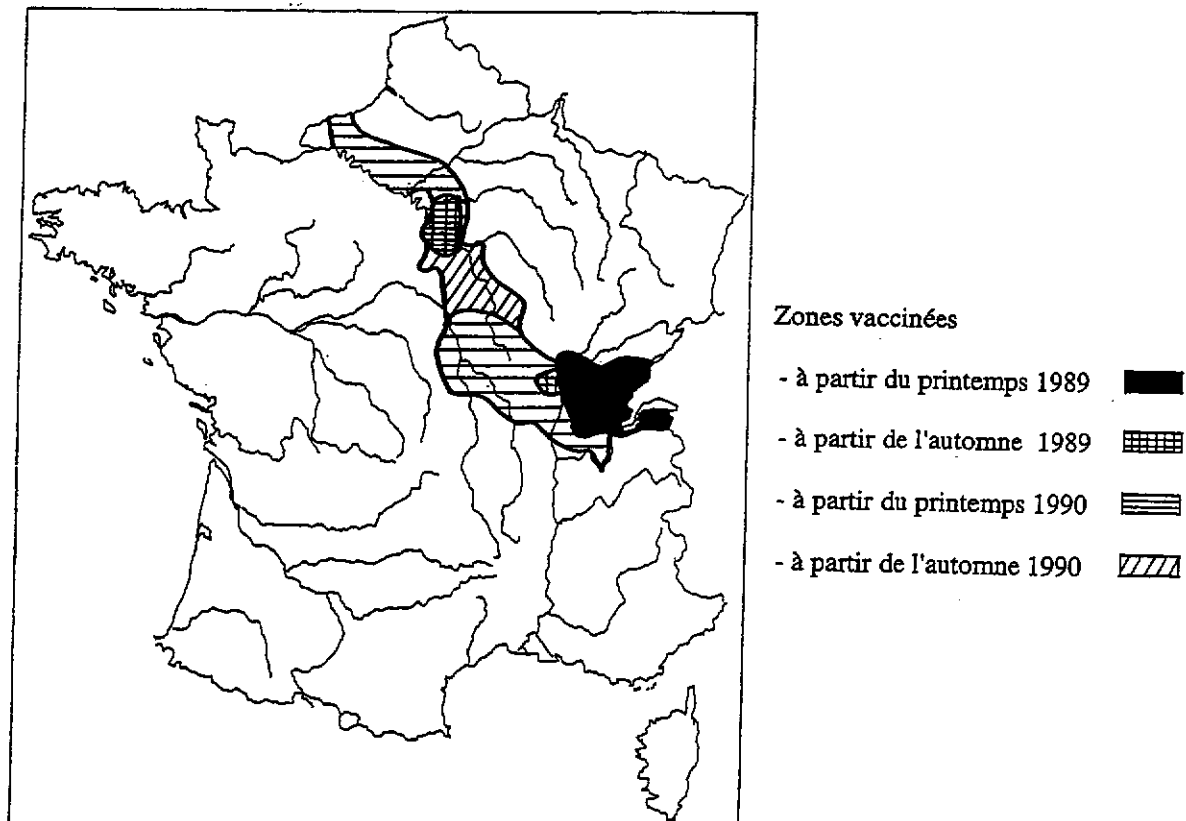 Zones vaccinées
- à partir du printemps 1989
- à partir de l'automne 1989
- à partir du printemps 1990
- à partir de l'automne 1990